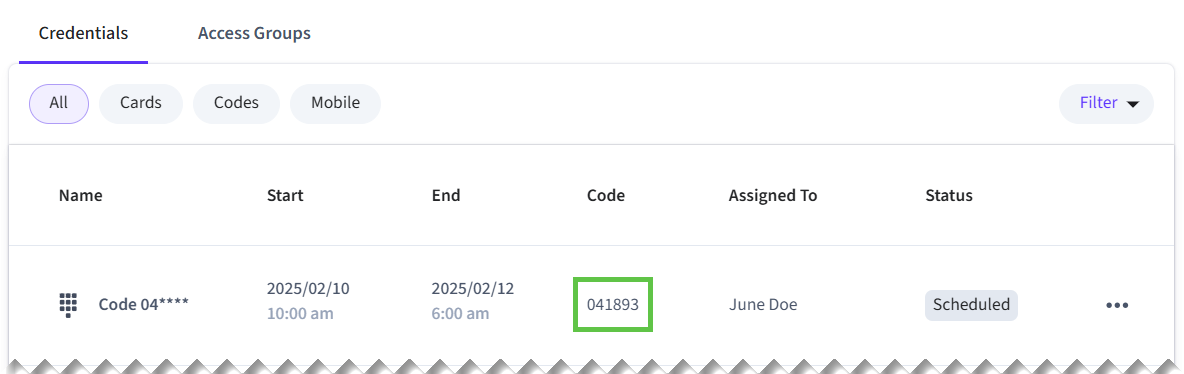 Credentials Access Groups
All Cards Codes Mobile Filter
Name Start End Code Assigned To Status
Code 04**** 2025/02/10 2025/02/12 041893 June Doe Scheduled
10:00 am 6:00 am